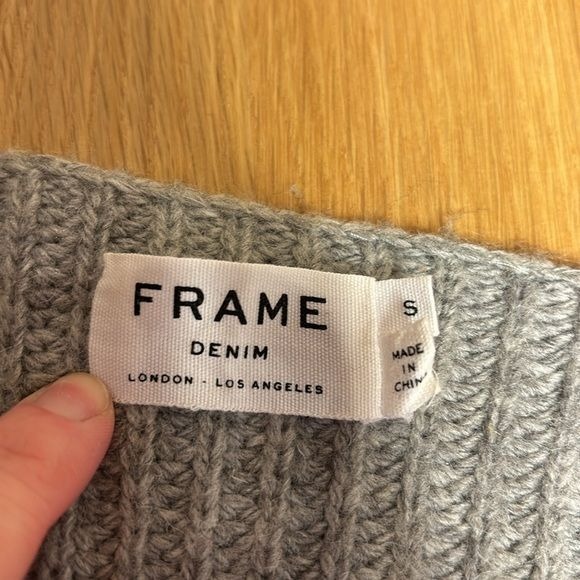 FRAME
DENIM
LONDON - LOS ANGELES
S
MADE
IN
CHINA